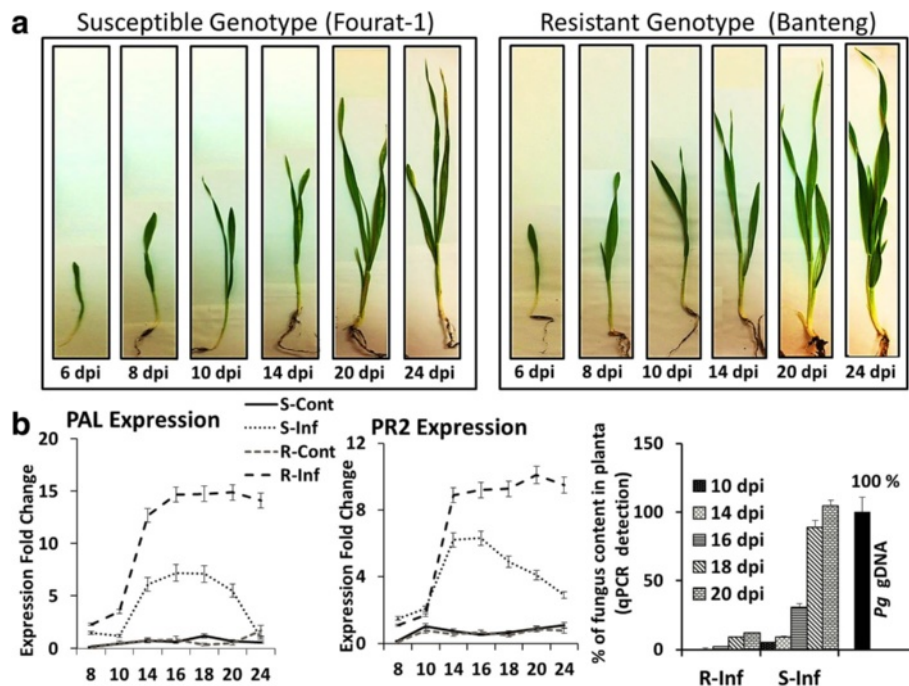 a
Susceptible Genotype (Fourat-1)
Resistant Genotype (Banteng)
6 dpi 8 dpi 10 dpi 14 dpi 20 dpi 24 dpi
6 dpi 8 dpi 10 dpi 14 dpi 20 dpi 24 dpi
b
PAL Expression
Expression Fold Change
20
15
10
5
0
8 10 14 16 18 20 24
S-Cont
S-Inf
R-Cont
R-Inf
PR2 Expression
Expression Fold Change
12
8
4
0
8 10 14 16 18 20 24
% of fungus content in planta
(qPCR detection)
150
100
50
0
10 dpi
14 dpi
16 dpi
18 dpi
20 dpi
100 %
Pg gDNA
R-Inf S-Inf